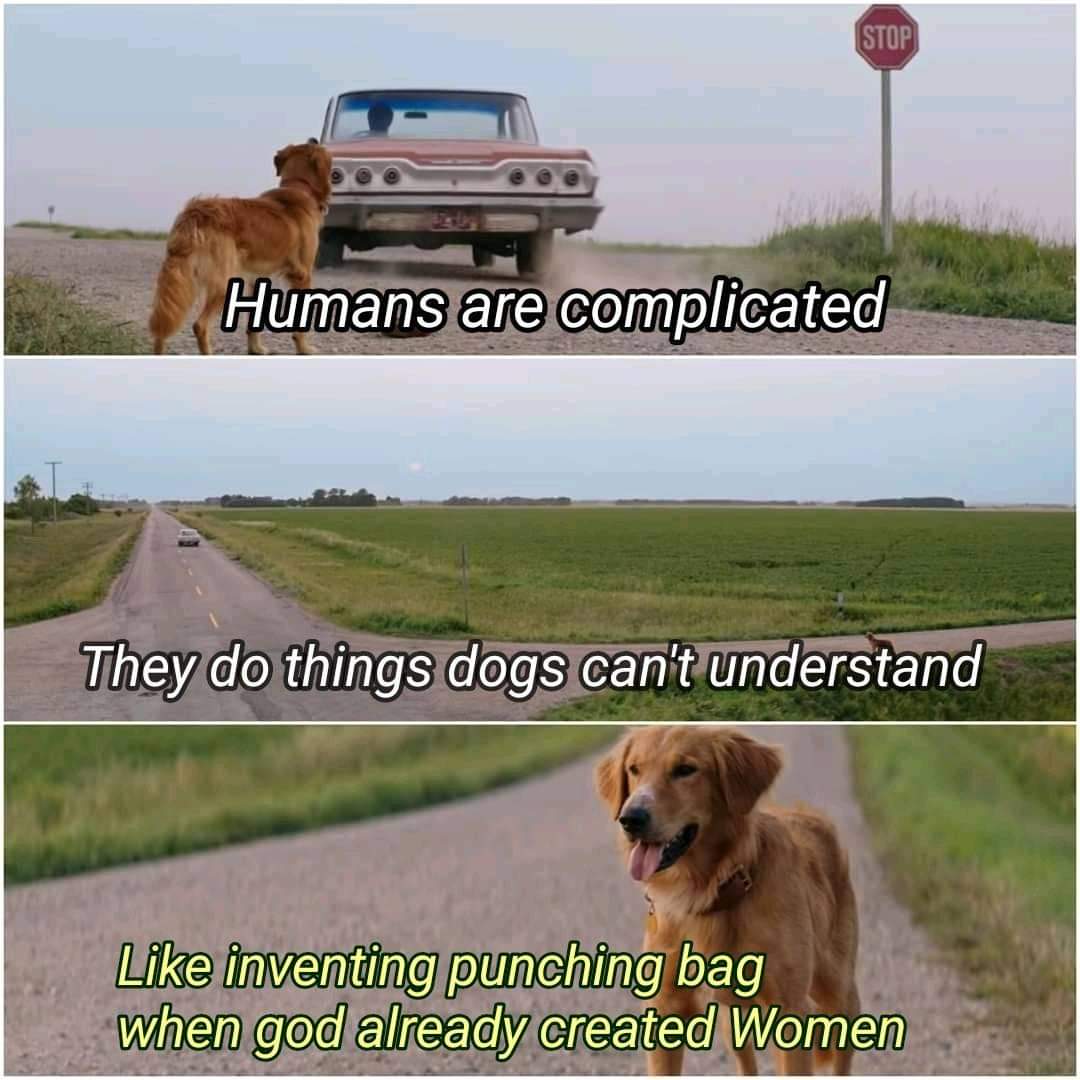 STOP
Humans are complicated
They do things dogs can't understand
Like inventing punching bag
when god already created Women